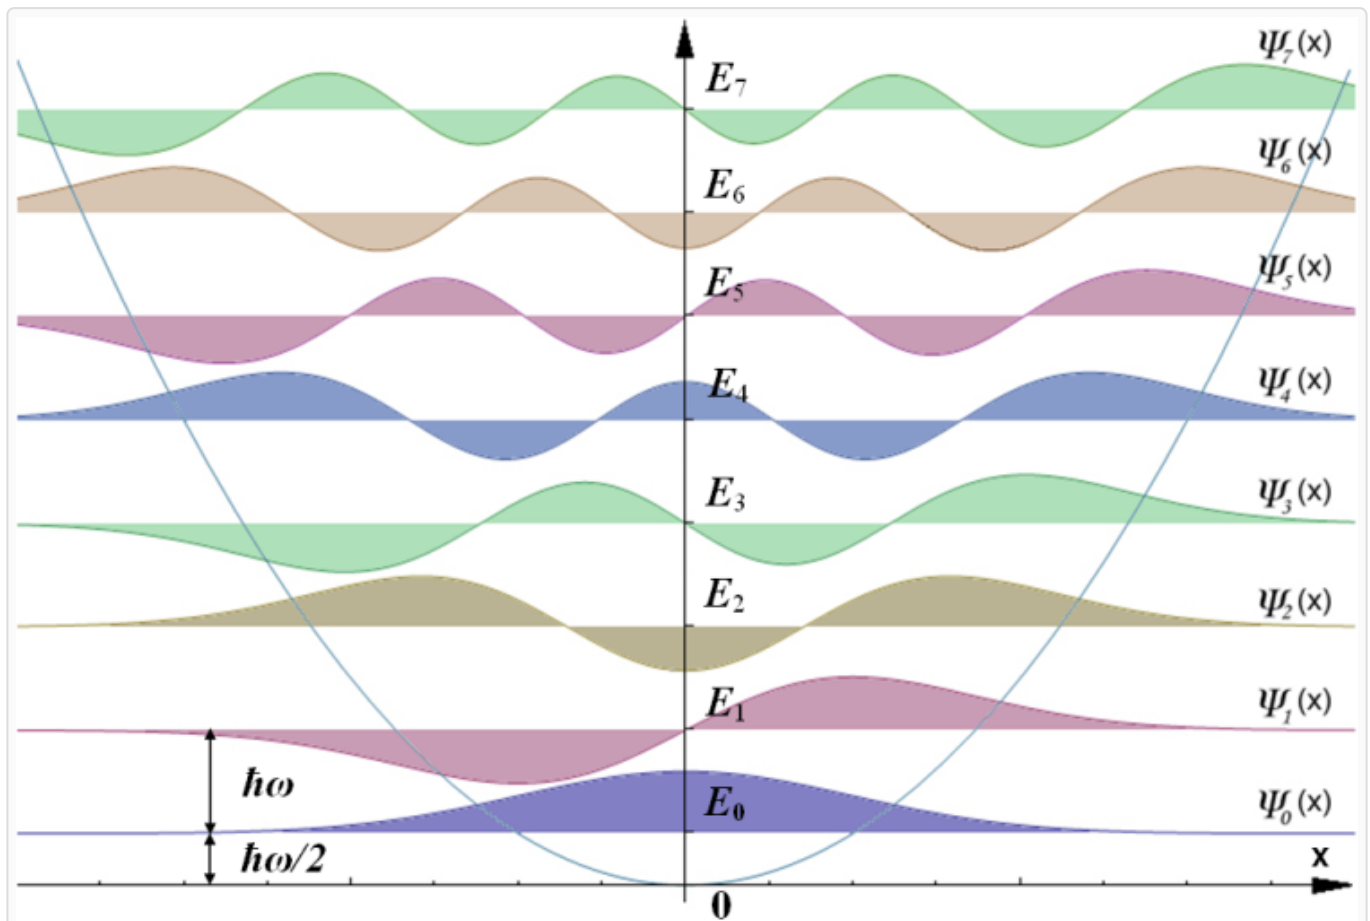 Ψ₇(x)
E₇
Ψ₆(x)
E₆
Ψ₅(x)
E₅
Ψ₄(x)
E₄
Ψ₃(x)
E₃
Ψ₂(x)
E₂
Ψ₁(x)
E₁
ħω
Ψ₀(x)
E₀
ħω/2
x
0